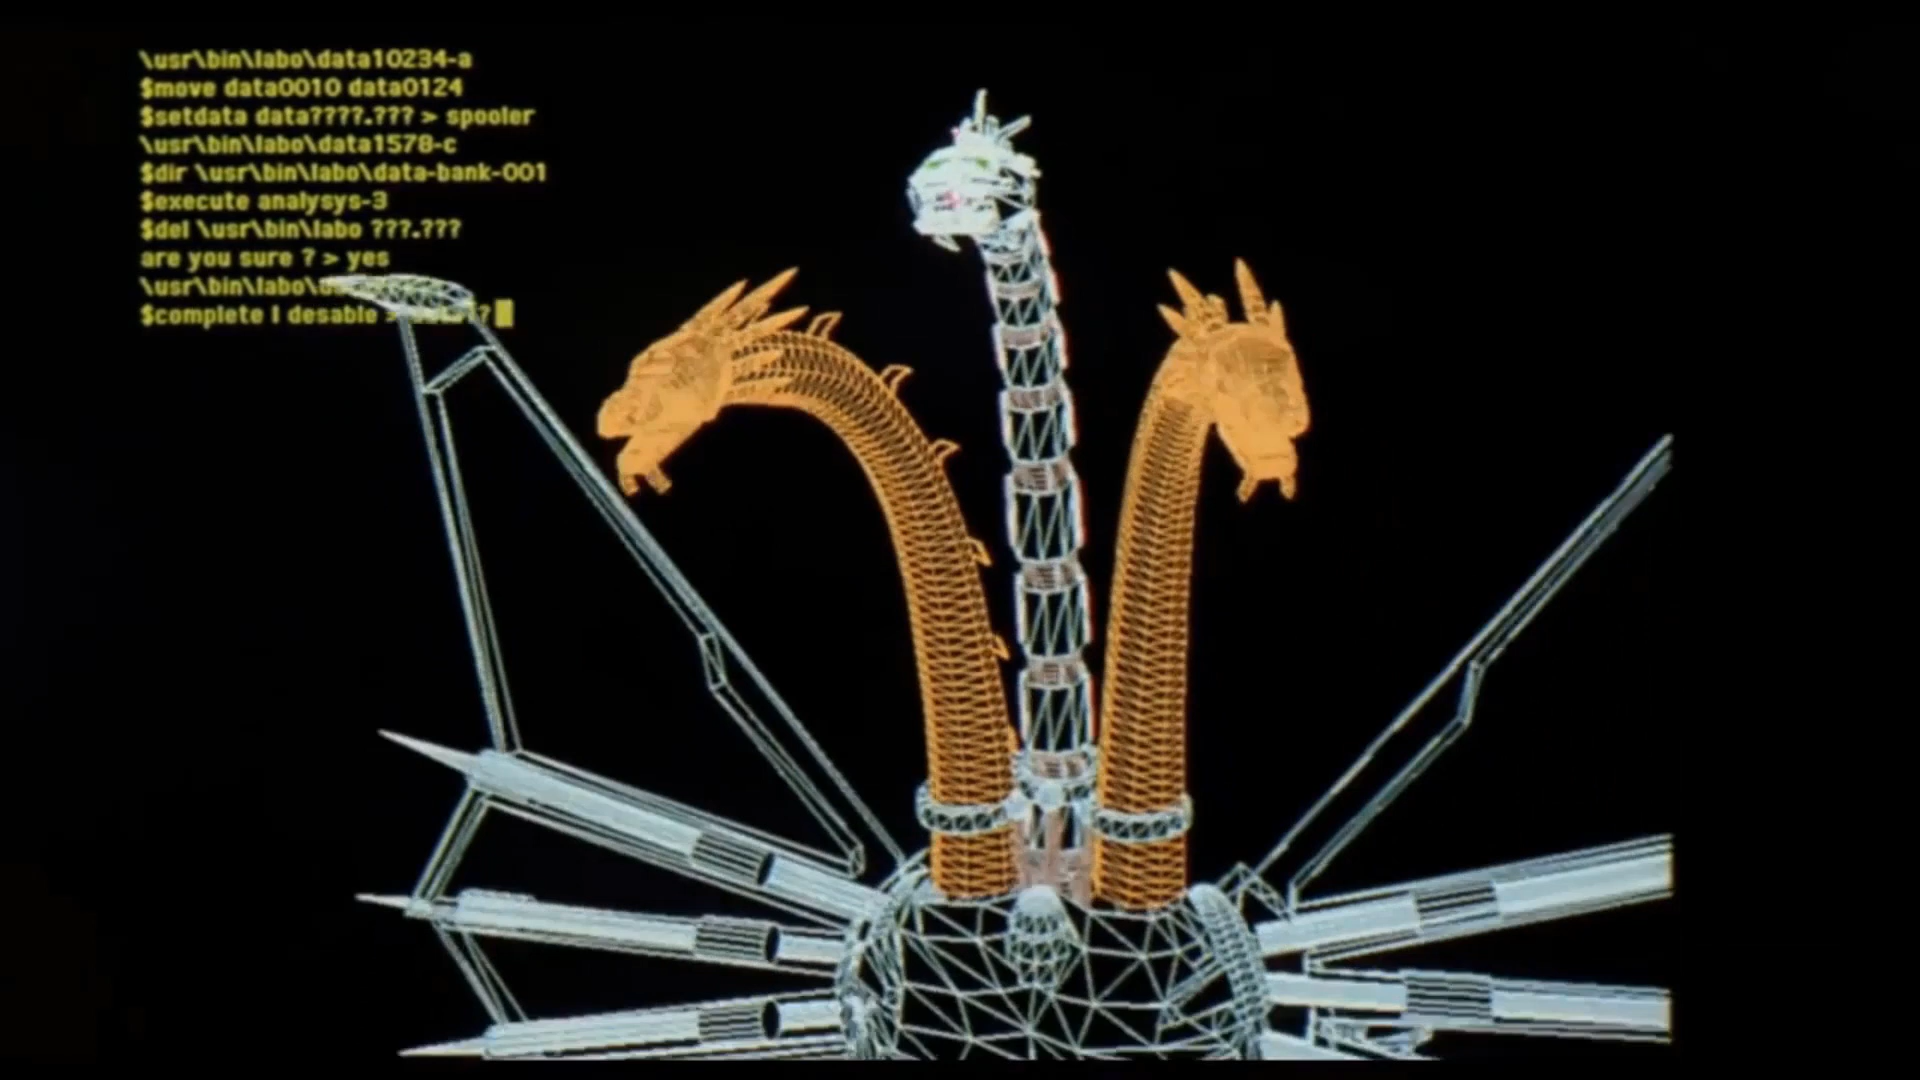 \usr\bin\labo\data10234-a
$move data0010 data0124
$setdata data????.??? > spooler
\usr\bin\labo\data1578-c
$dir \usr\bin\labo\data-bank-001
$execute analysys-3
$del \usr\bin\labo ???.???
are you sure ? > yes
\usr\bin\labo\
$complete I desable >